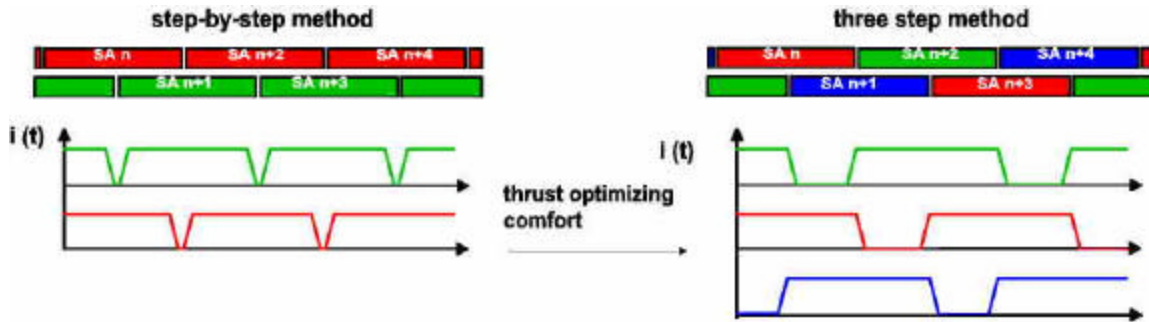 step-by-step method
SA n SA n+2 SA n+4
SA n+1 SA n+3
i (t)
thrust optimizing
comfort
three step method
SA n SA n+2 SA n+4
SA n+1 SA n+3
i (t)